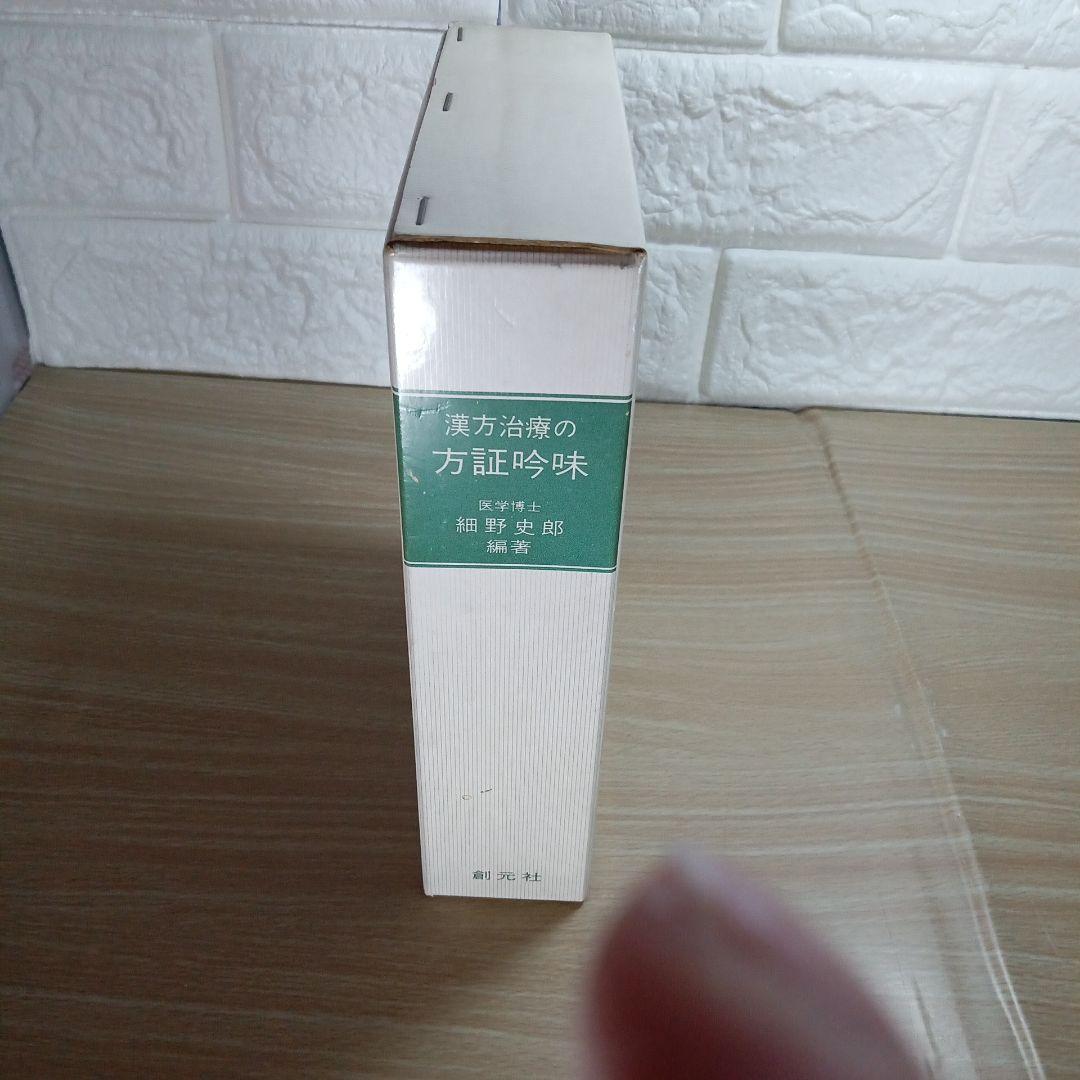 漢方治療の
方証吟味
医学博士
細野史郎
編著
創元社